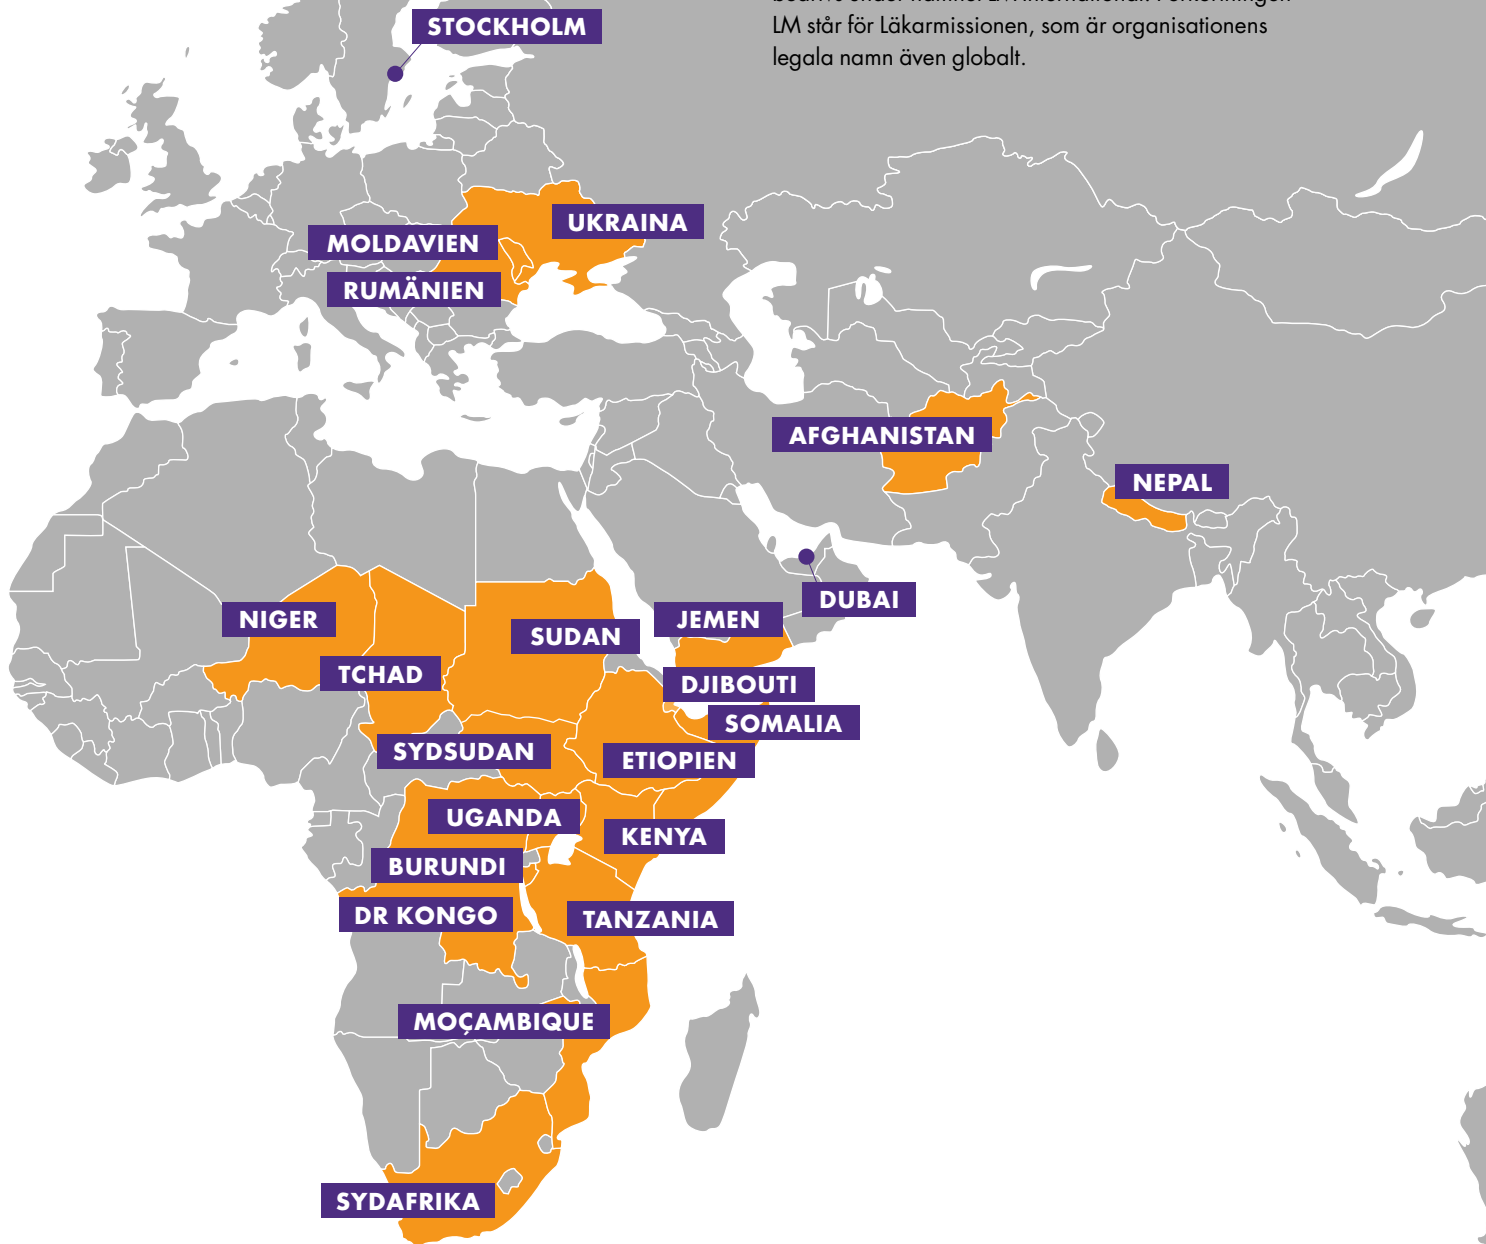 STOCKHOLM
LM står för Läkarmissionen, som är organisationens
legala namn även globalt.
UKRAINA
MOLDAVIEN
RUMÄNIEN
AFGHANISTAN
NEPAL
DUBAI
NIGER
JEMEN
SUDAN
TCHAD
DJIBOUTI
SOMALIA
SYDSUDAN
ETIOPIEN
UGANDA
KENYA
BURUNDI
DR KONGO
TANZANIA
MOÇAMBIQUE
SYDAFRIKA